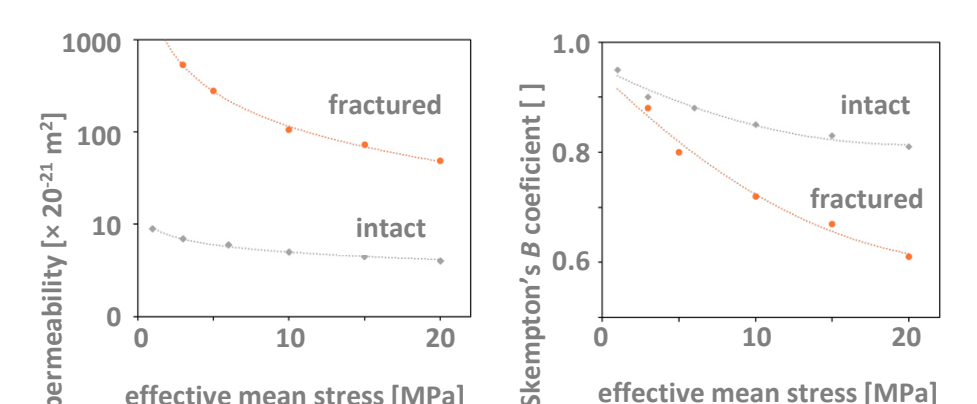 permeability [× 20⁻²¹ m²]
1000
100
10
0
fractured
intact
0 10 20
effective mean stress [MPa]
Skempton's B coeficient [ ]
1.0
0.8
0.6
intact
fractured
0 10 20
effective mean stress [MPa]